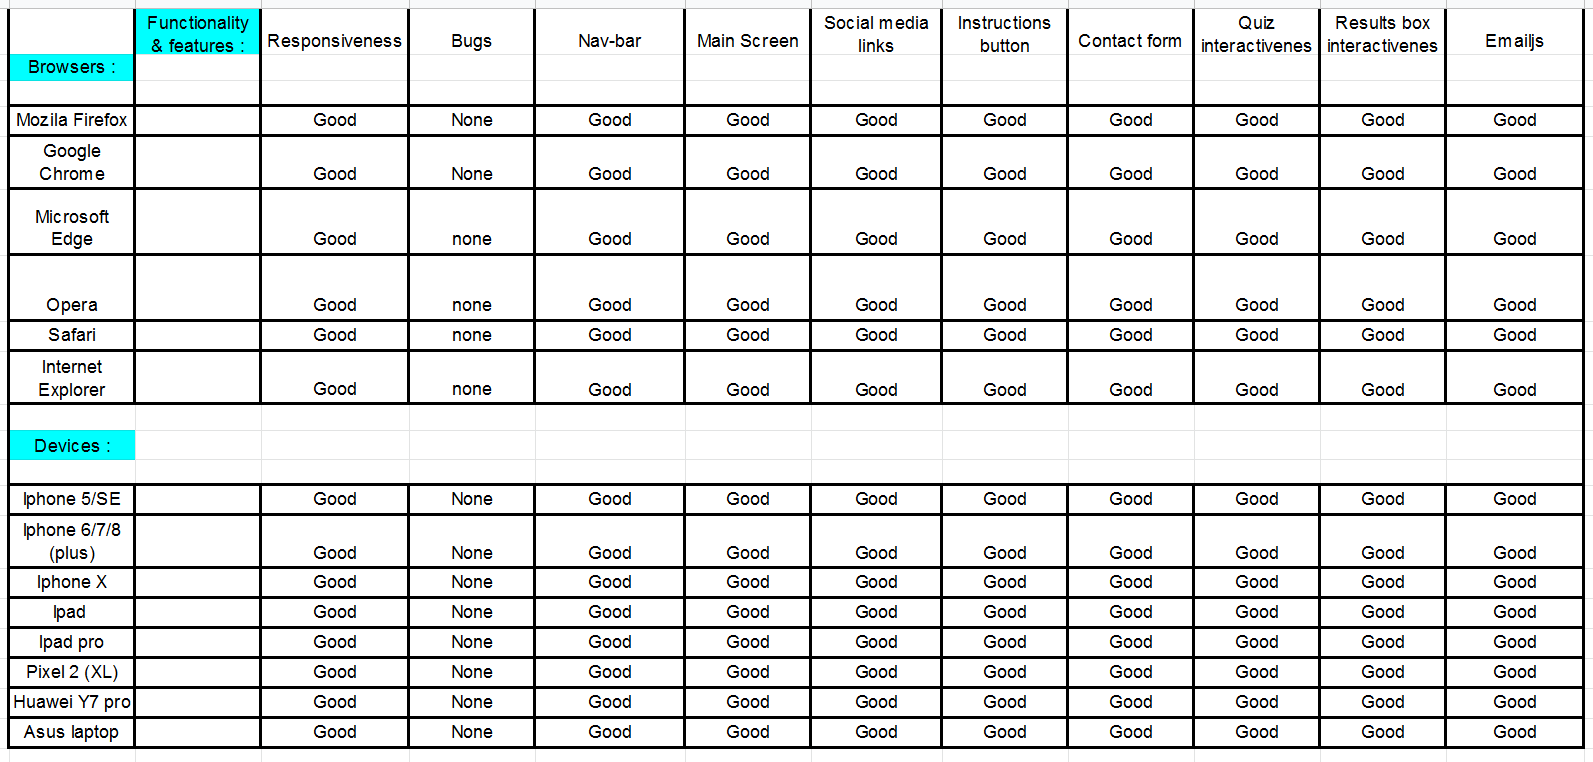 Functionality & features : Responsiveness Bugs Nav-bar Main Screen Social media links Instructions button Contact form Quiz interactivenes Results box interactivenes Emailjs
Browsers :
Mozila Firefox Good None Good Good Good Good Good Good Good Good
Google Chrome Good None Good Good Good Good Good Good Good Good
Microsoft Edge Good none Good Good Good Good Good Good Good Good
Opera Good none Good Good Good Good Good Good Good Good
Safari Good none Good Good Good Good Good Good Good Good
Internet Explorer Good none Good Good Good Good Good Good Good Good
Devices :
Iphone 5/SE Good None Good Good Good Good Good Good Good Good
Iphone 6/7/8 (plus) Good None Good Good Good Good Good Good Good Good
Iphone X Good None Good Good Good Good Good Good Good Good
Ipad Good None Good Good Good Good Good Good Good Good
Ipad pro Good None Good Good Good Good Good Good Good Good
Pixel 2 (XL) Good None Good Good Good Good Good Good Good Good
Huawei Y7 pro Good None Good Good Good Good Good Good Good Good
Asus laptop Good None Good Good Good Good Good Good Good Good